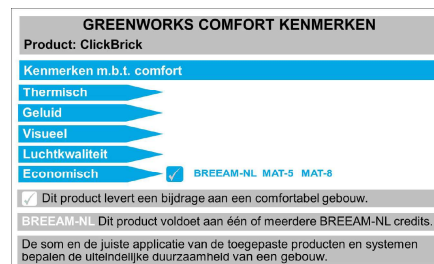 GREENWORKS COMFORT KENMERKEN
Product: ClickBrick
Kenmerken m.b.t. comfort
Thermisch
Geluid
Visueel
Luchtkwaliteit
Economisch BREEAM-NL MAT-5 MAT-8
Dit product levert een bijdrage aan een comfortabel gebouw.
BREEAM-NL Dit product voldoet aan één of meerdere BREEAM-NL credits.
De som en de juiste applicatie van de toegepaste producten en systemen
bepalen de uiteindelijke duurzaamheid van een gebouw.